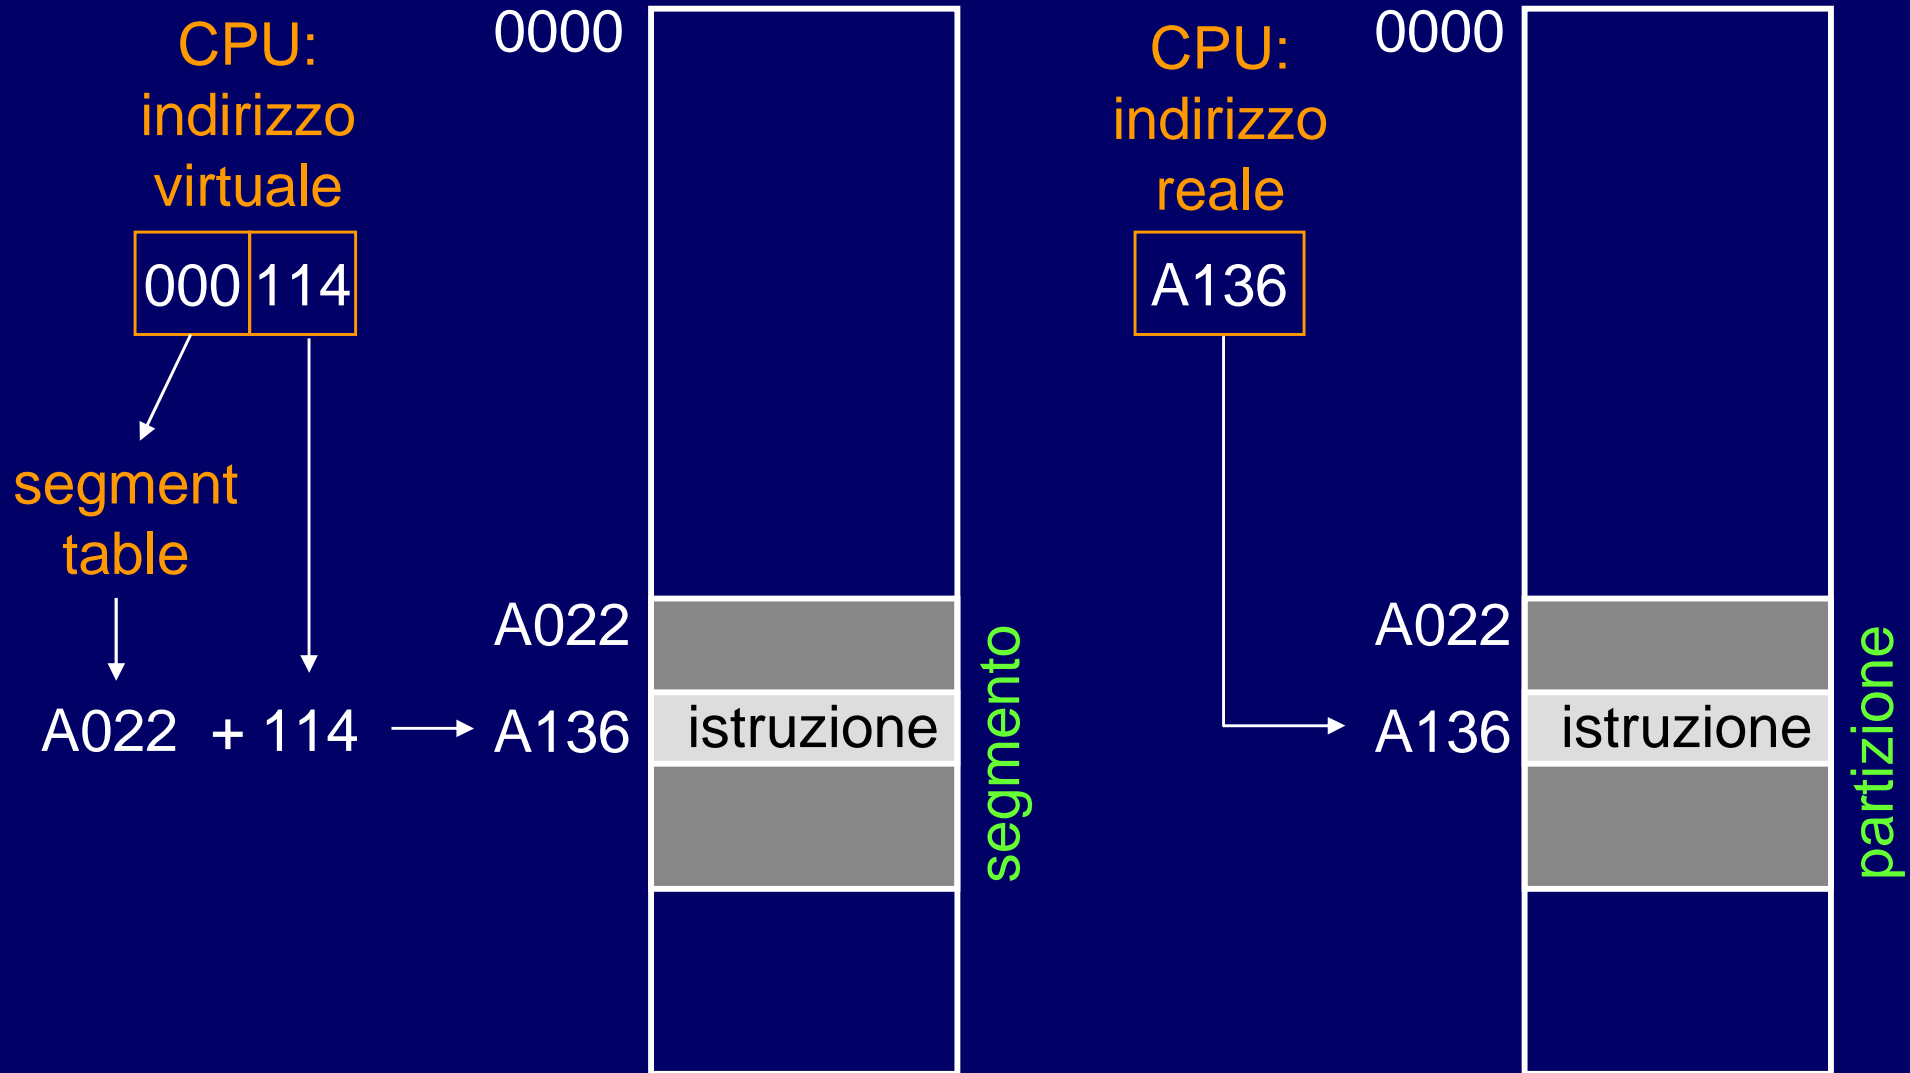 CPU:
indirizzo
virtuale
000 114
segment
table
A022 + 114
0000
A022
A136
istruzione
segmento
CPU:
indirizzo
reale
A136
0000
A022
A136
istruzione
partizione